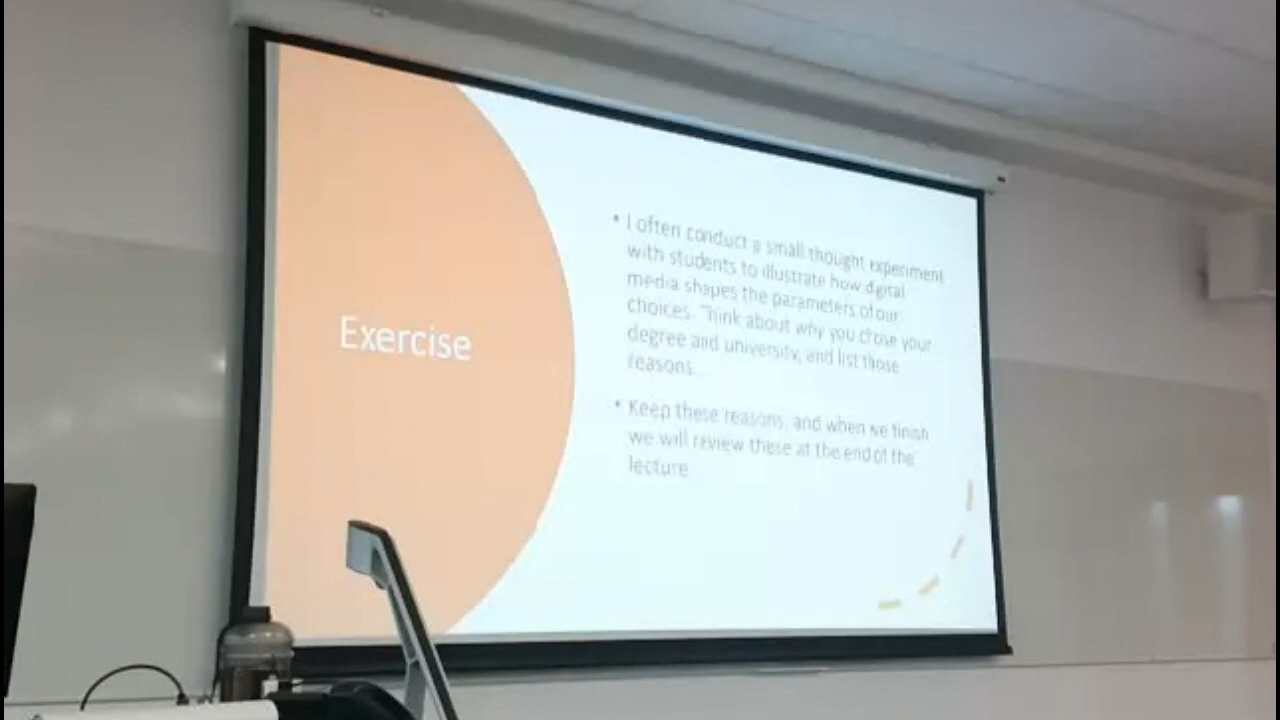 Exercise
• I often conduct a small thought experiment
with students to illustrate how digital
media shapes the parameters of our
choices. Think about why you chose your
degree and university, and list those
reasons.
• Keep these reasons, and when we finish
we will review these at the end of the
lecture.